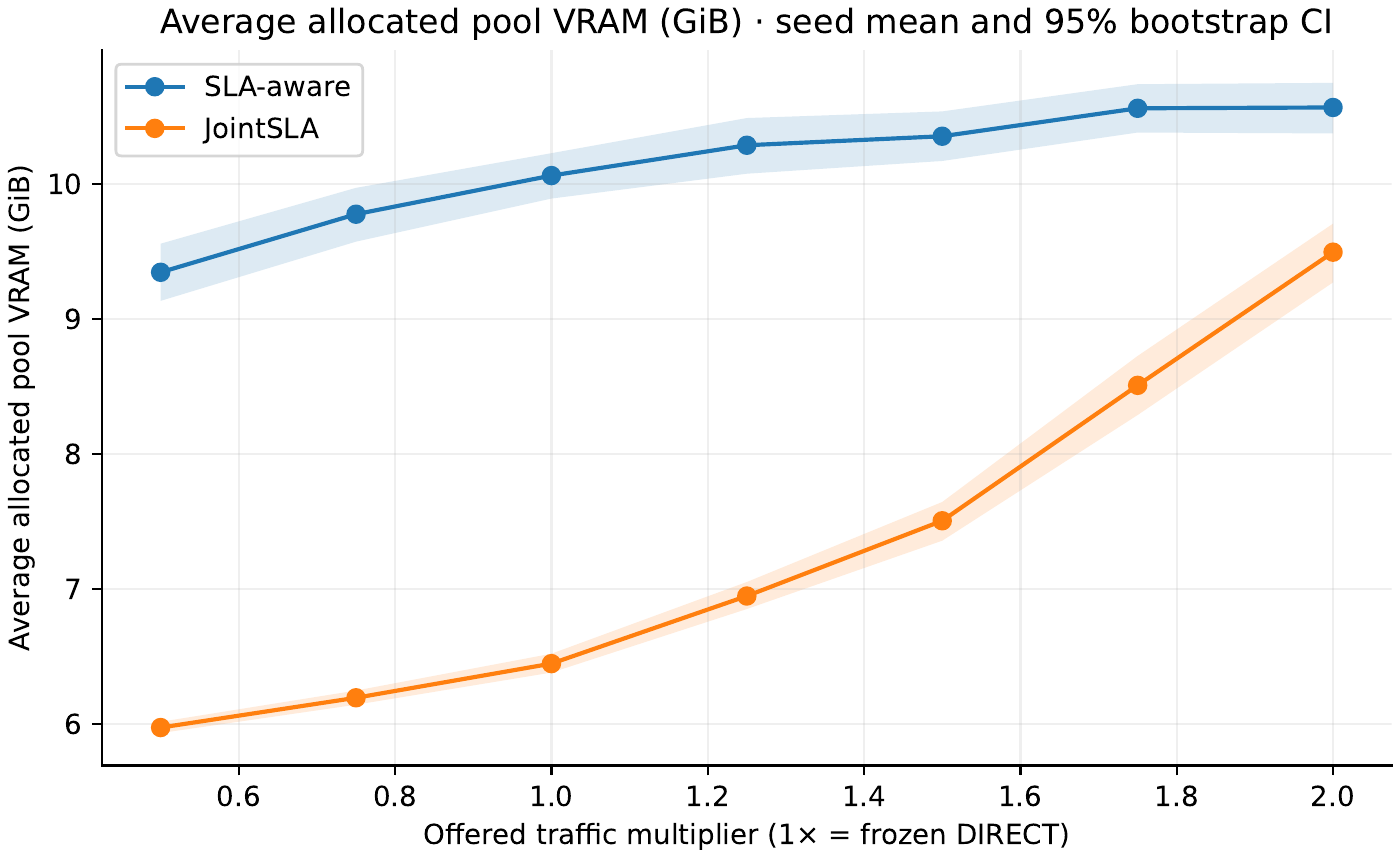 Average allocated pool VRAM (GiB) · seed mean and 95% bootstrap CI
SLA-aware
JointSLA
Average allocated pool VRAM (GiB)
10
9
8
7
6
0.6 0.8 1.0 1.2 1.4 1.6 1.8 2.0
Offered traffic multiplier (1× = frozen DIRECT)